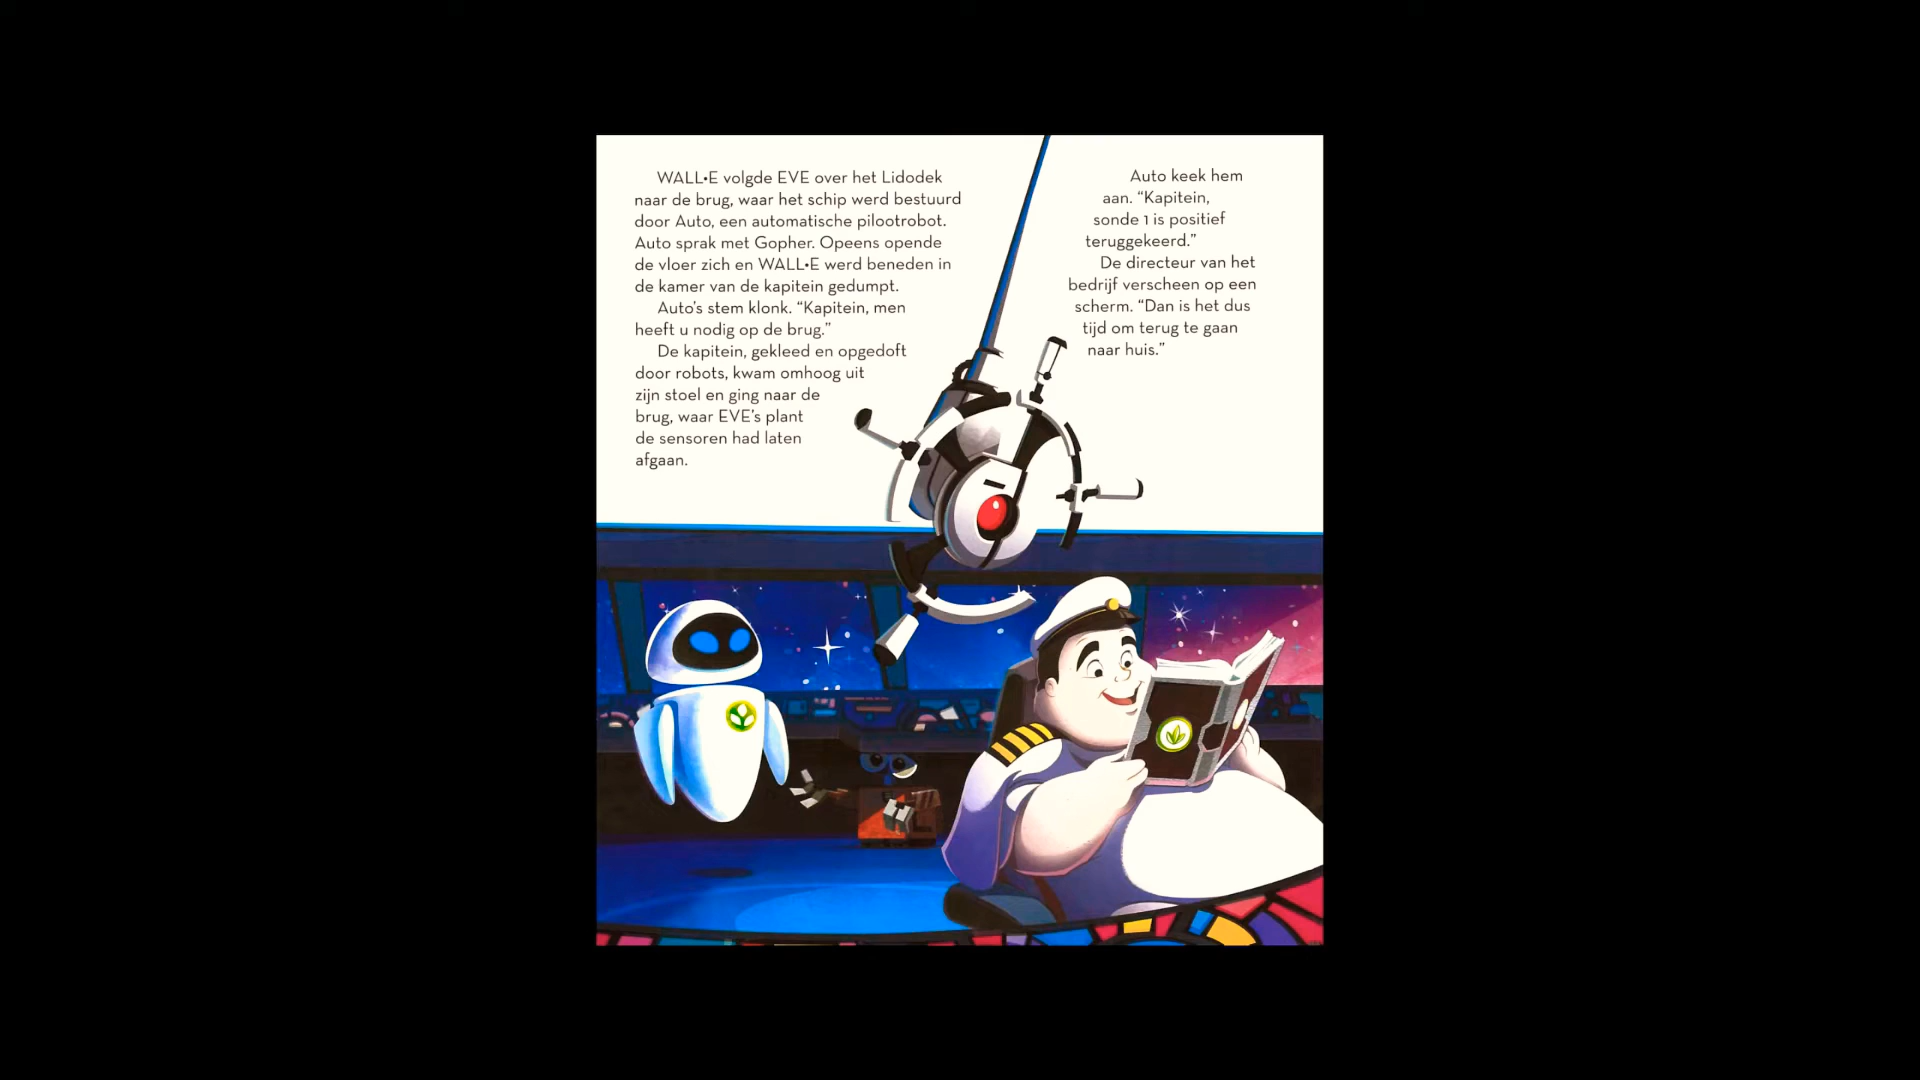 WALL•E volgde EVE over het Lidodek
naar de brug, waar het schip werd bestuurd
door Auto, een automatische pilootrobot.
Auto sprak met Gopher. Opeens opende
de vloer zich en WALL•E werd beneden in
de kamer van de kapitein gedumpt.
Auto’s stem klonk. “Kapitein, men
heeft u nodig op de brug.”
De kapitein, gekleed en opgedoft
door robots, kwam omhoog uit
zijn stoel en ging naar de
brug, waar EVE’s plant
de sensoren had laten
afgaan.
Auto keek hem
aan. “Kapitein,
sonde 1 is positief
teruggekeerd.”
De directeur van het
bedrijf verscheen op een
scherm. “Dan is het dus
tijd om terug te gaan
naar huis.”